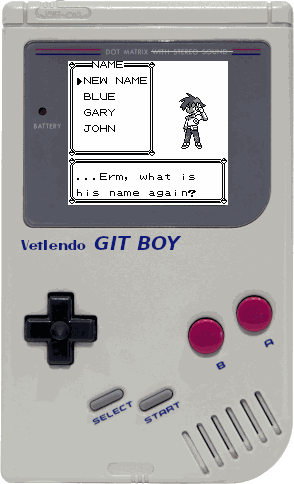 DOT MATRIX WITH STEREO SOUND
NAME
NEW NAME
BLUE
GARY
JOHN
BATTERY
...Erm, what is
his name again?
Vetlendo GIT BOY
B
A
SELECT
START